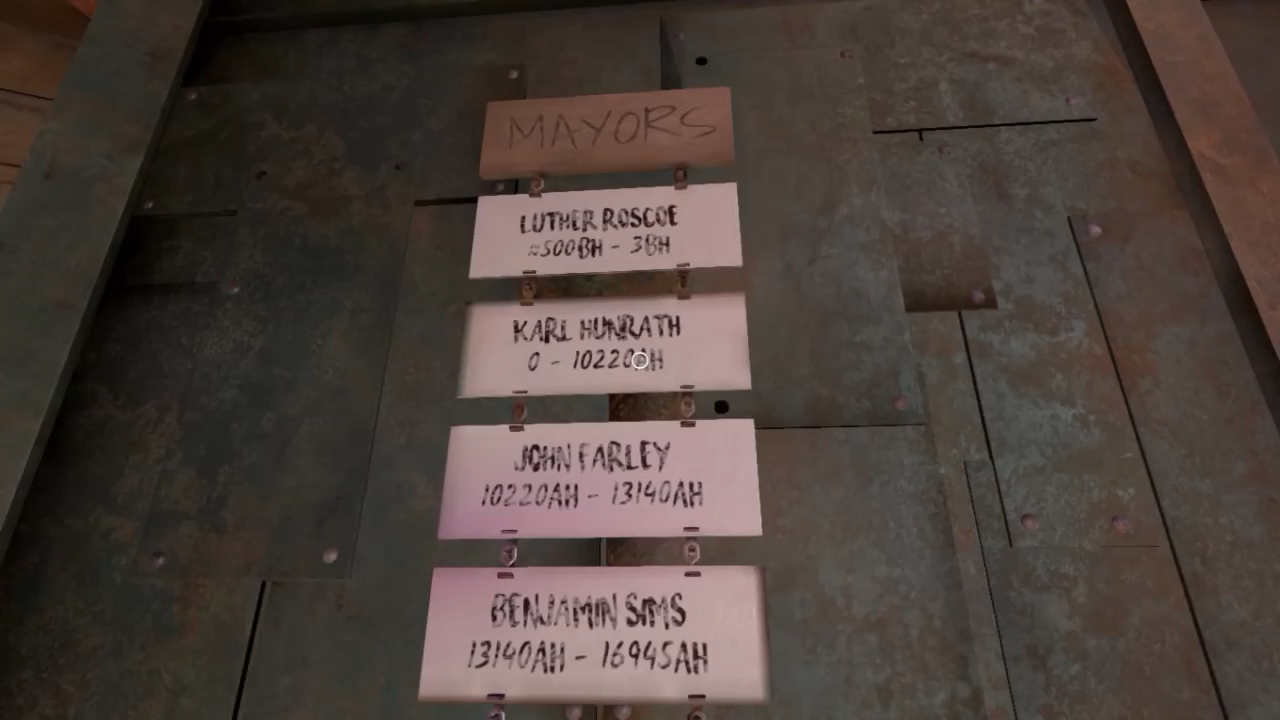 MAYORS
LUTHER ROSCOE
≈500BH - 3BH
KARL HUNRATH
0 - 10220AH
JOHN FARLEY
10220AH - 13140AH
BENJAMIN SIMS
13140AH - 16945AH